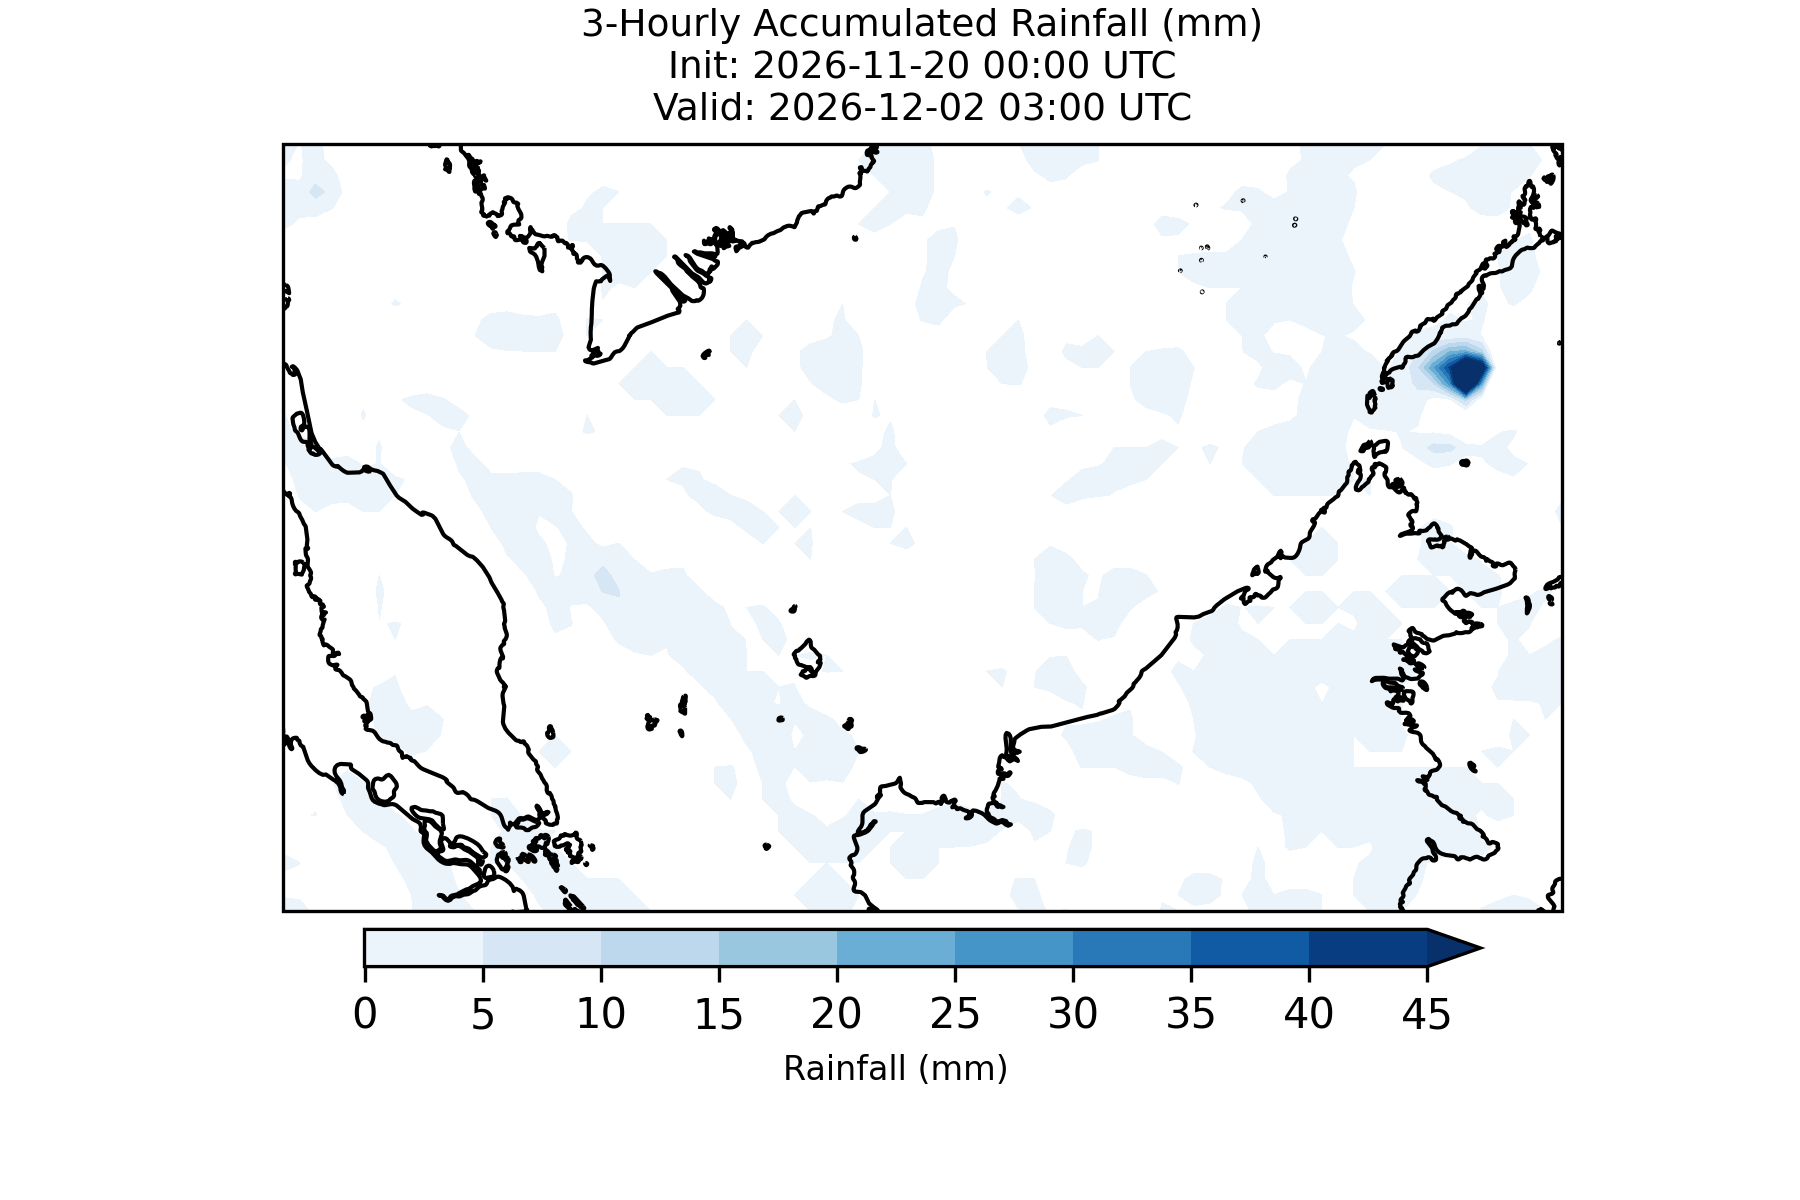 3-Hourly Accumulated Rainfall (mm)
Init: 2026-11-20 00:00 UTC
Valid: 2026-12-02 03:00 UTC
0 5 10 15 20 25 30 35 40 45
Rainfall (mm)